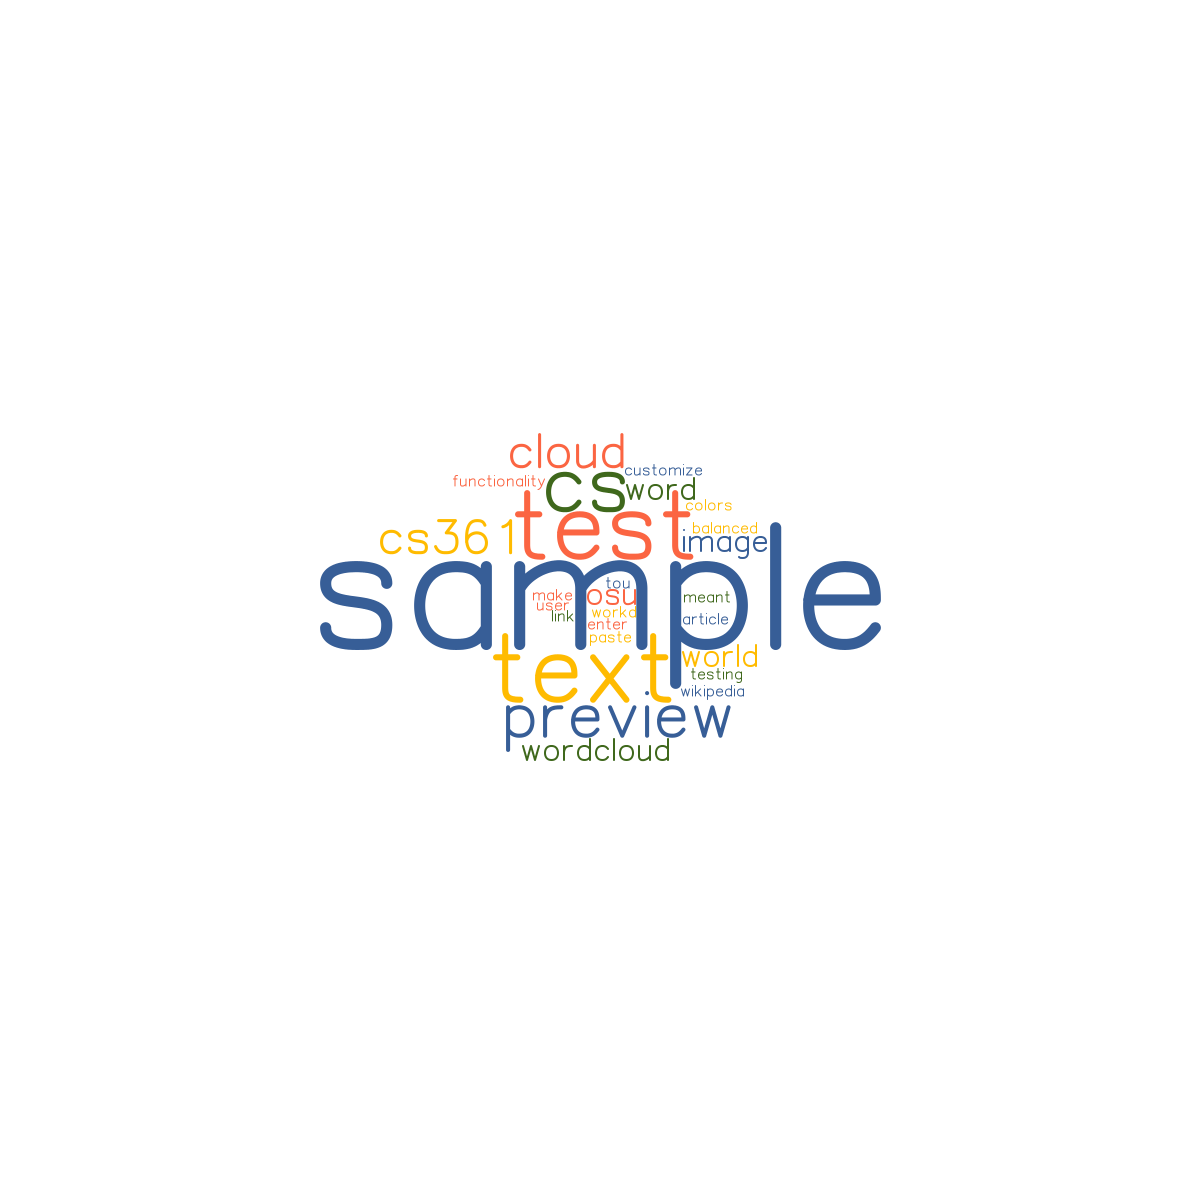 cloud
customize
functionality
cs
word
colors
test
balanced
cs361
image
sample
tou
make
osu
meant
user
link
workd
article
enter
paste
text
world
testing
wikipedia
preview
wordcloud